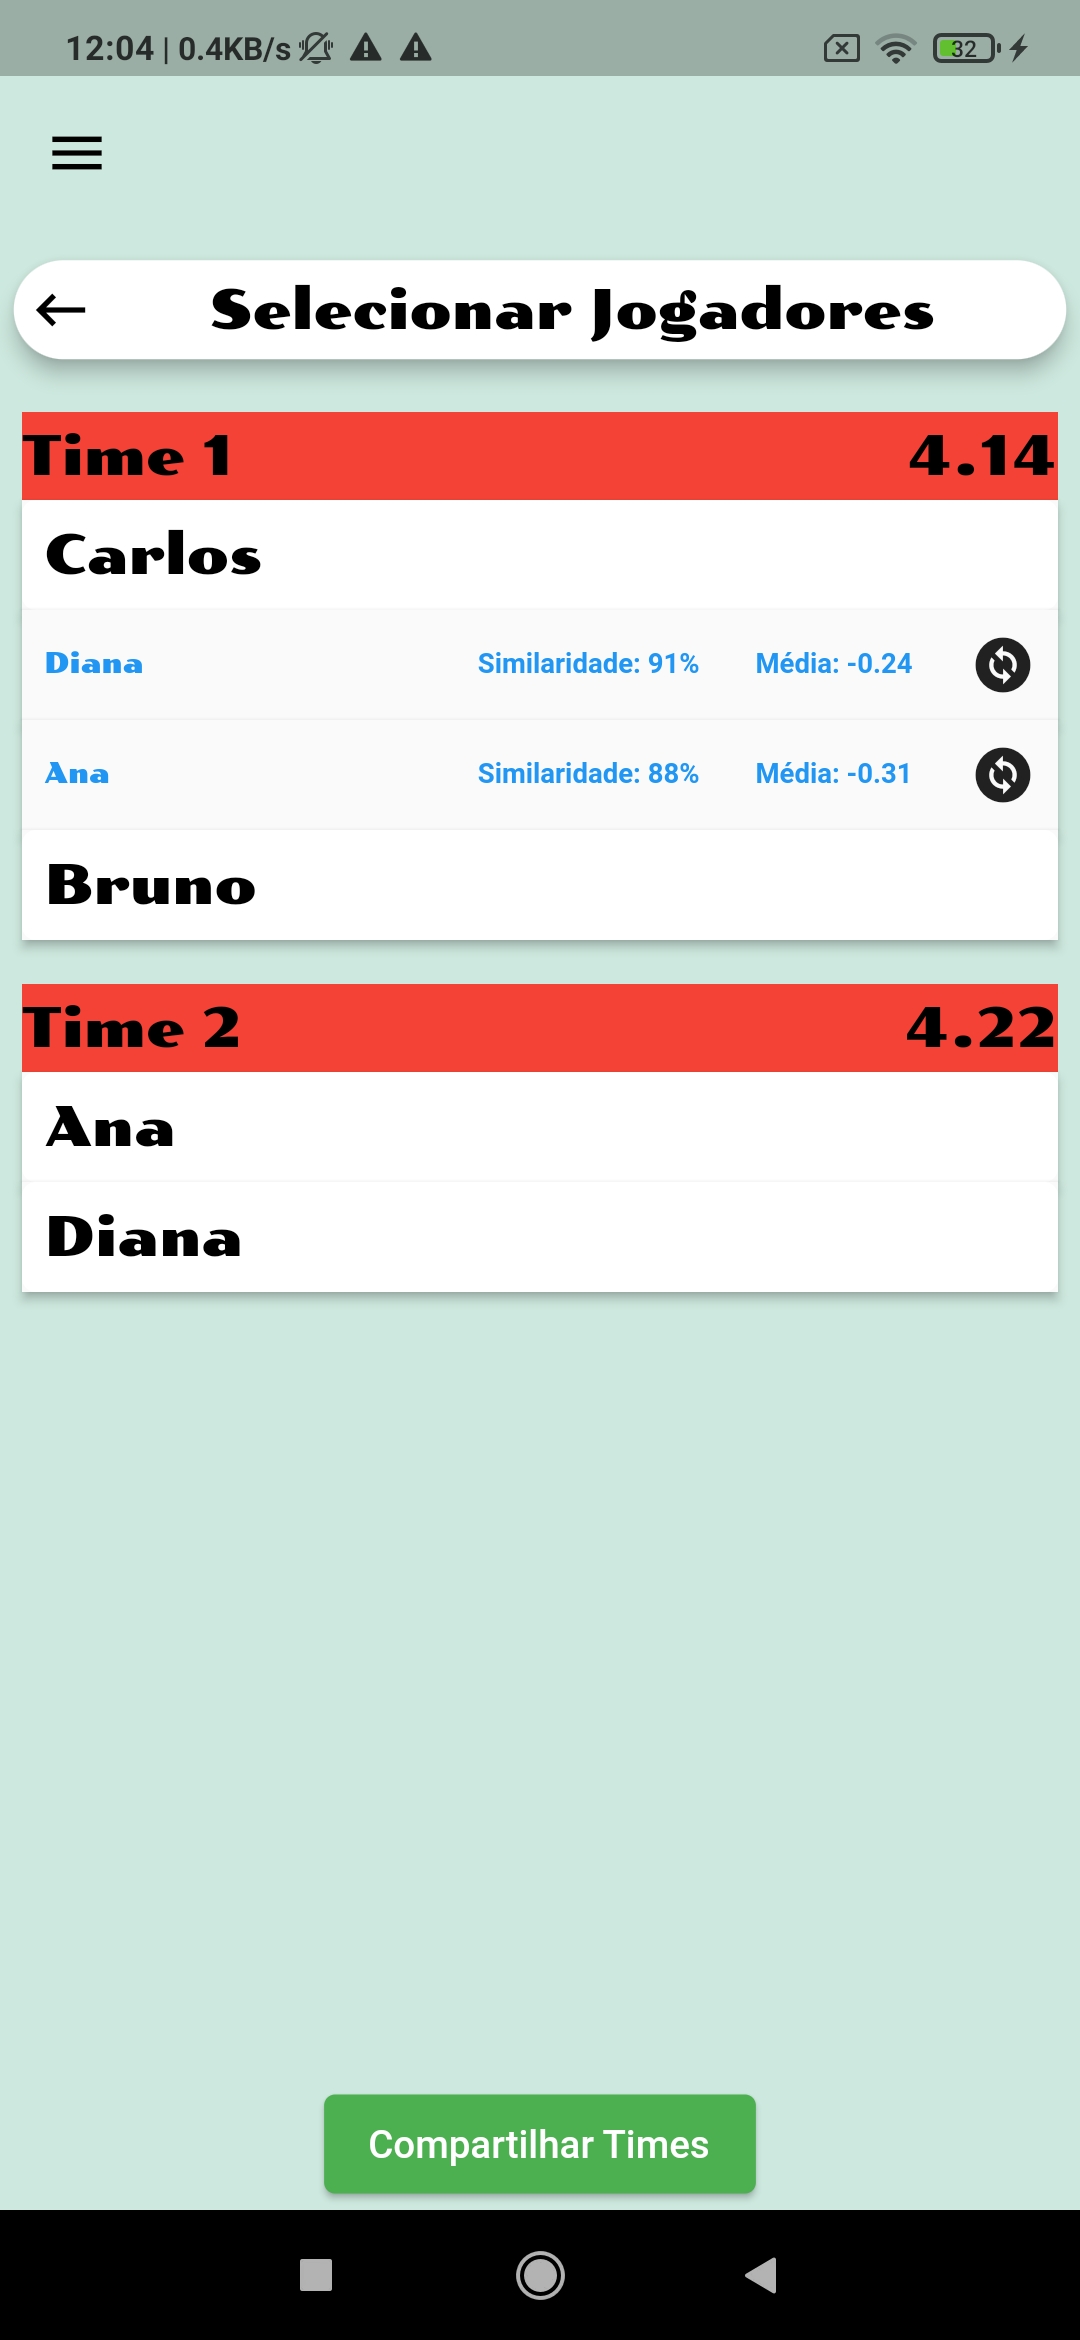 12:04 | 0.4KB/s
32
Selecionar Jogadores
Time 1 4.14
Carlos
Diana Similaridade: 91% Média: -0.24
Ana Similaridade: 88% Média: -0.31
Bruno
Time 2 4.22
Ana
Diana
Compartilhar Times